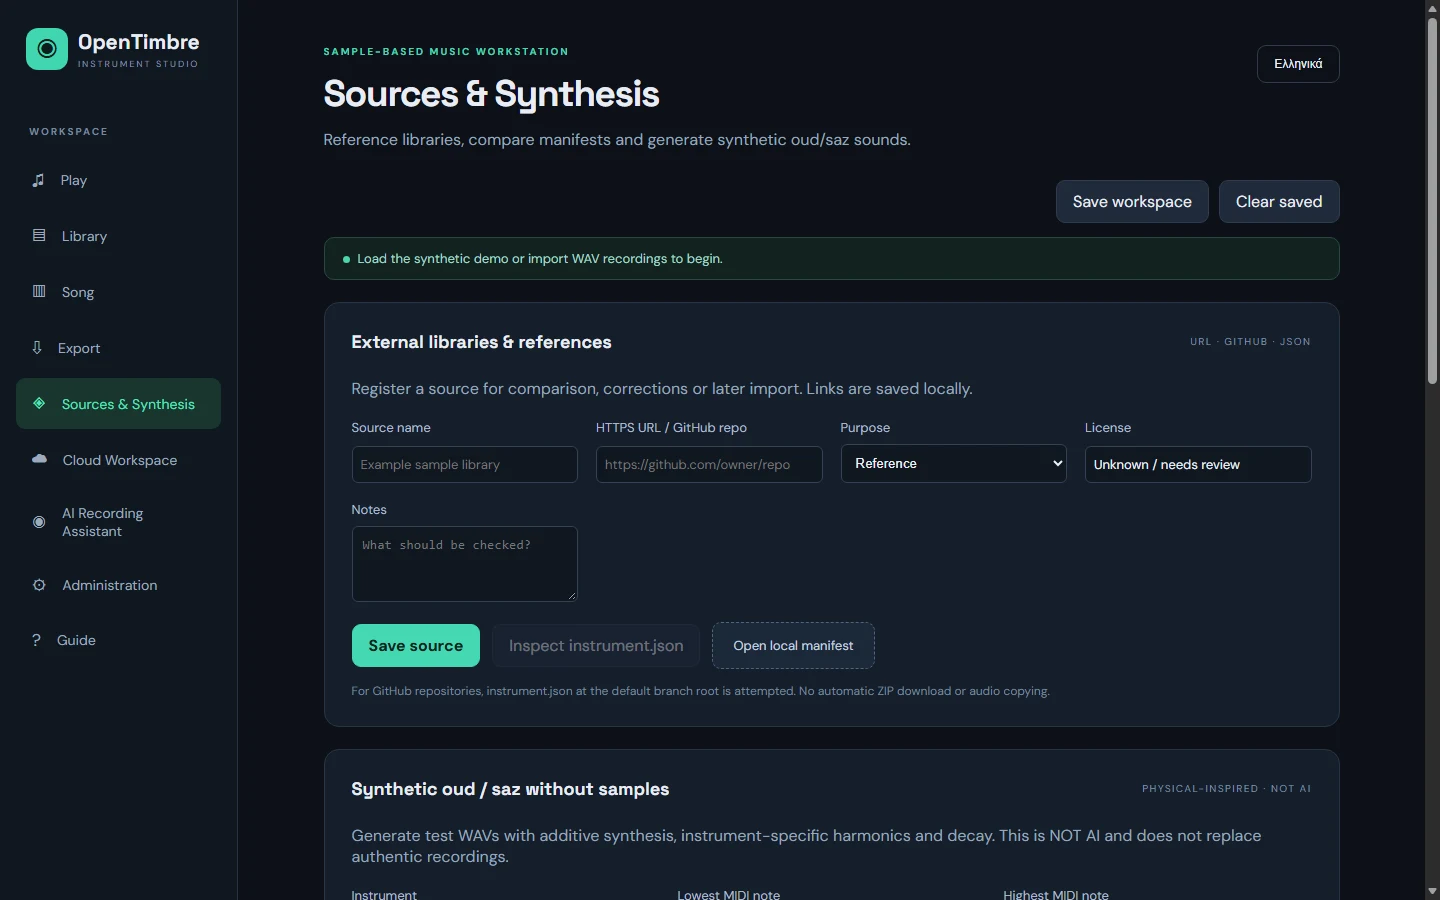 OpenTimbre
INSTRUMENT STUDIO
WORKSPACE
Play
Library
Song
Export
Sources & Synthesis
Cloud Workspace
AI Recording
Assistant
Administration
? Guide
SAMPLE-BASED MUSIC WORKSTATION
Ελληνικά
Sources & Synthesis
Reference libraries, compare manifests and generate synthetic oud/saz sounds.
Save workspace
Clear saved
Load the synthetic demo or import WAV recordings to begin.
External libraries & references
URL · GITHUB · JSON
Register a source for comparison, corrections or later import. Links are saved locally.
Source name
HTTPS URL / GitHub repo
Purpose
License
Example sample library
https://github.com/owner/repo
Reference
Unknown / needs review
Notes
What should be checked?
Save source
Inspect instrument.json
Open local manifest
For GitHub repositories, instrument.json at the default branch root is attempted. No automatic ZIP download or audio copying.
Synthetic oud / saz without samples
PHYSICAL-INSPIRED · NOT AI
Generate test WAVs with additive synthesis, instrument-specific harmonics and decay. This is NOT AI and does not replace
authentic recordings.
Instrument
Lowest MIDI note
Highest MIDI note